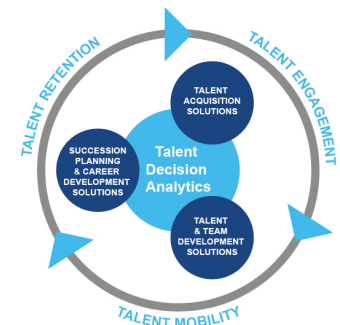 TALENT RETENTION
TALENT ENGAGEMENT
TALENT
ACQUISITION
SOLUTIONS
SUCCESSION
PLANNING
& CAREER
DEVELOPMENT
SOLUTIONS
Talent
Decision
Analytics
TALENT
& TEAM
DEVELOPMENT
SOLUTIONS
TALENT MOBILITY